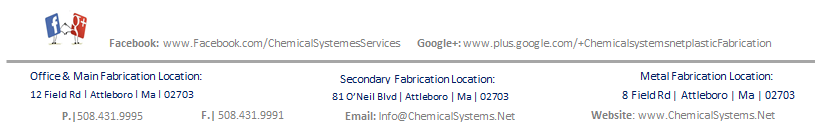 f g+
Facebook: www.Facebook.com/ChemicalSystemesServices Google+: www.plus.google.com/+ChemicalsystemsnetplasticFabrication
Office & Main Fabrication Location: Secondary Fabrication Location: Metal Fabrication Location:
12 Field Rd | Attleboro | Ma | 02703 81 O'Neil Blvd | Attleboro | Ma | 02703 8 Field Rd | Attleboro | Ma | 02703
P.|508.431.9995 F.| 508.431.9991 Email: Info@ChemicalSystems.Net Website: www.ChemicalSystems.Net